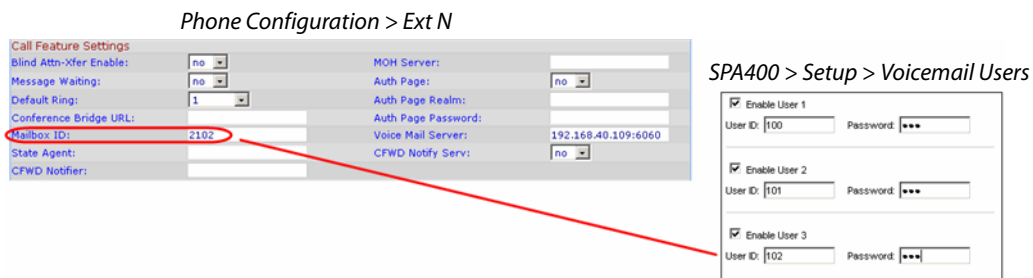 Phone Configuration > Ext N
Call Feature Settings
Blind Attn-Xfer Enable: no MOH Server:
Message Waiting: no Auth Page: no
Default Ring: 1 Auth Page Realm:
Conference Bridge URL: Auth Page Password:
Mailbox ID: 2102 Voice Mail Server: 192.168.40.109:6060
State Agent: CFWD Notify Serv: no
CFWD Notifier:
SPA400 > Setup > Voicemail Users
Enable User 1
User ID: 100 Password: •••
Enable User 2
User ID: 101 Password: •••
Enable User 3
User ID: 102 Password: •••